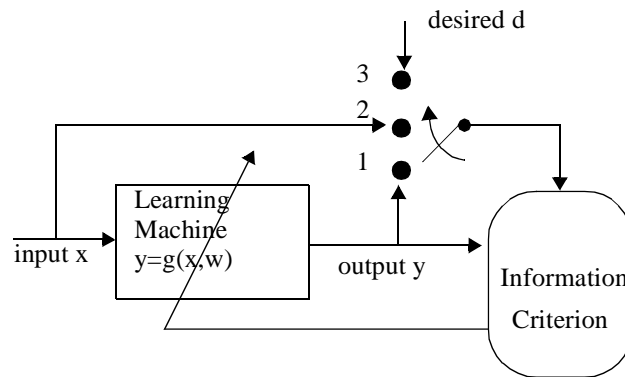 desired d
3
2
1
Learning
Machine
y=g(x,w)
input x
output y
Information
Criterion